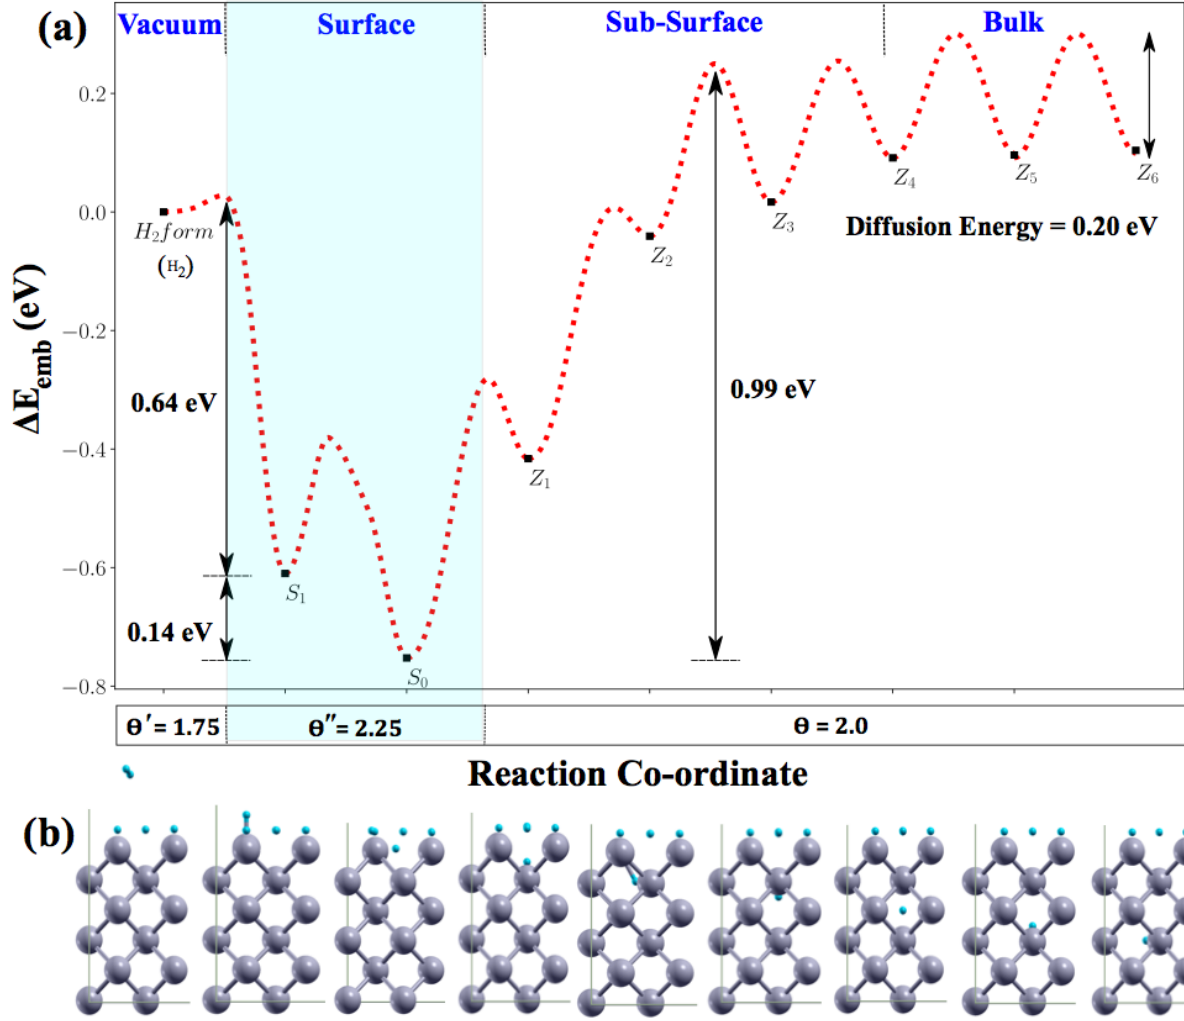 (a)
Vacuum Surface Sub-Surface Bulk
ΔE_emb (eV)
0.2
0.0
−0.2
−0.4
−0.6
−0.8
H₂form
(H₂)
S₁
S₀
Z₁
Z₂
Z₃
Z₄
Z₅
Z₆
Diffusion Energy = 0.20 eV
0.64 eV
0.99 eV
0.14 eV
Θ′ = 1.75 Θ″= 2.25 Θ = 2.0
Reaction Co-ordinate
(b)